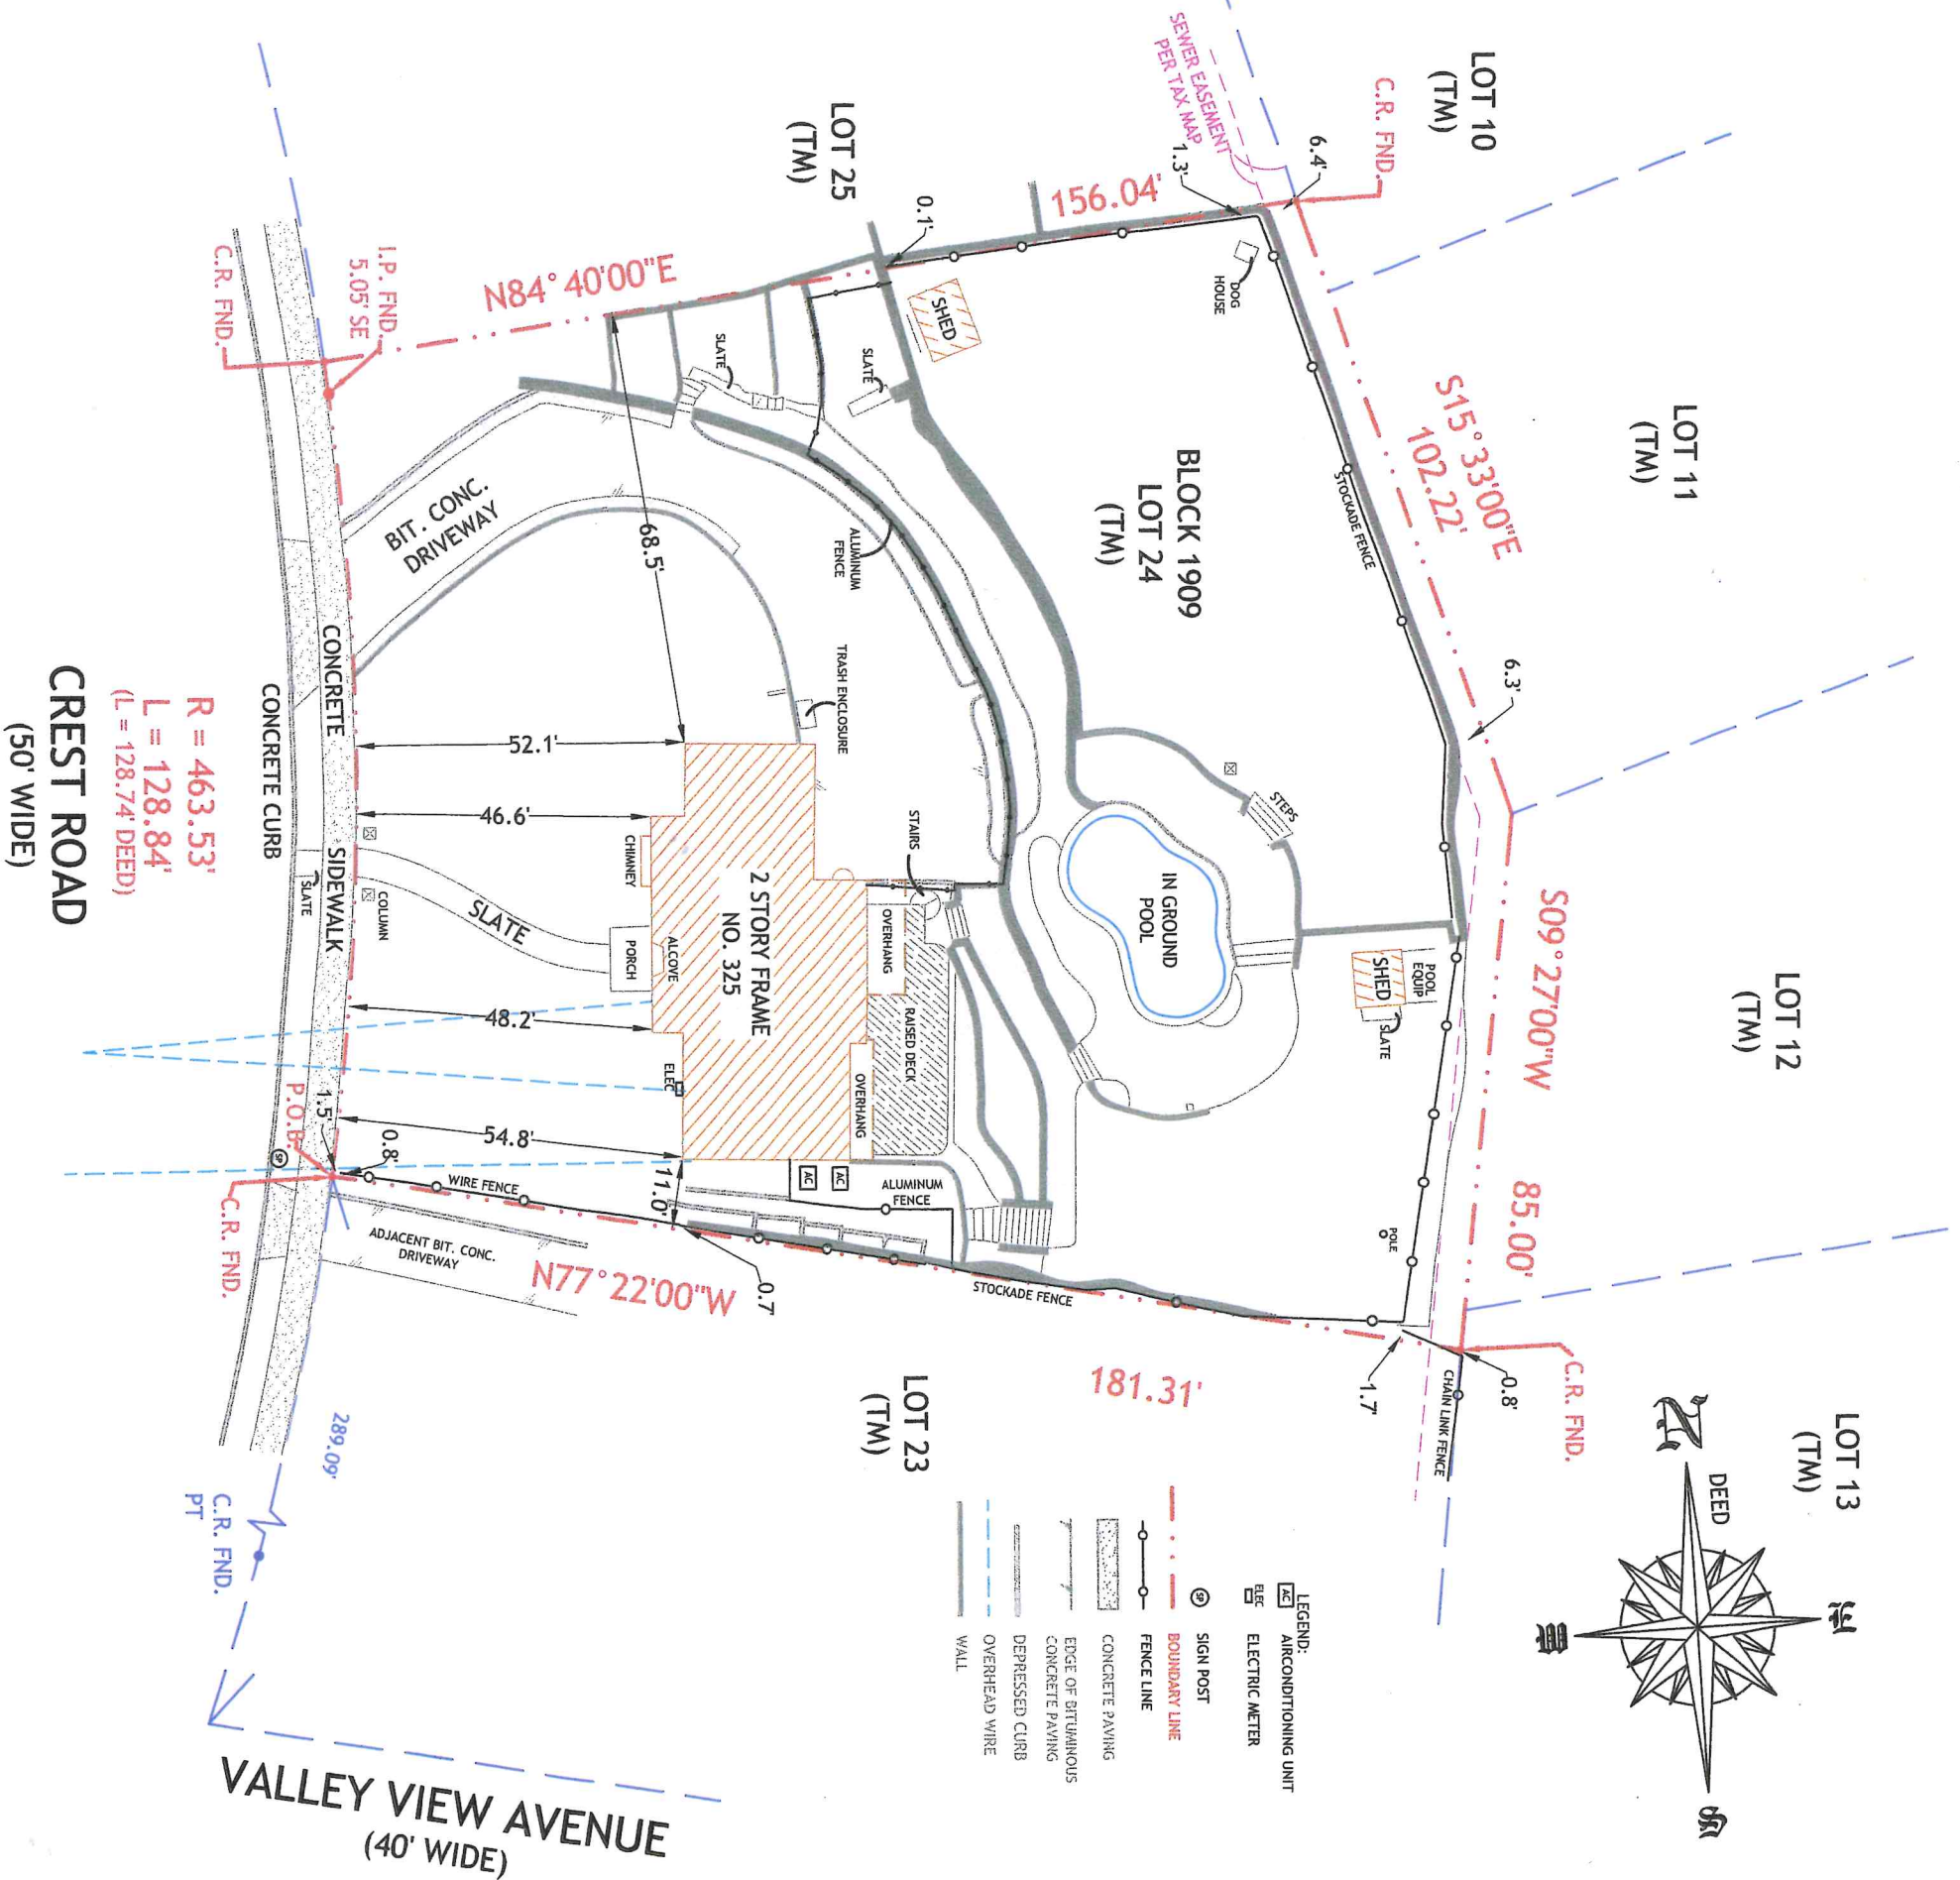 LOT 10
(TM)
C.R. FND.
SEWER EASEMENT
PER TAX MAP
6.4'
1.3'
LOT 25
(TM)
0.1'
156.04'
N84°40'00"E
I.P. FND.
5.05' SE
C.R. FND.
LOT 11
(TM)
S15°33'00"E
102.22'
STOCKADE FENCE
DOG
HOUSE
SHED
SLATE
SLATE
BLOCK 1909
LOT 24
(TM)
ALUMINUM
FENCE
68.5'
BIT. CONC.
DRIVEWAY
TRASH ENCLOSURE
6.3'
LOT 12
(TM)
S09°27'00"W
85.00'
STEPS
IN GROUND
POOL
POOL
EQUIP
SHED
SLATE
POLE
STAIRS
OVERHANG
RAISED DECK
OVERHANG
2 STORY FRAME
NO. 325
CHIMNEY
ALCOVE
PORCH
ELEC
52.1'
46.6'
48.2'
54.8'
11.0'
SLATE
COLUMN
SLATE
CONCRETE SIDEWALK
CONCRETE CURB
R = 463.53'
L = 128.84'
(L = 128.74' DEED)
CREST ROAD
(50' WIDE)
P.O.B.
1.5'
0.8'
SP
C.R. FND.
WIRE FENCE
AC
AC
ALUMINUM
FENCE
ADJACENT BIT. CONC.
DRIVEWAY
N77°22'00"W
0.7'
STOCKADE FENCE
181.31'
1.7'
0.8'
C.R. FND.
CHAIN LINK FENCE
LOT 13
(TM)
LOT 23
(TM)
N
DEED
E
W
S
289.09'
C.R. FND.
PT
VALLEY VIEW AVENUE
(40' WIDE)
LEGEND:
AC AIRCONDITIONING UNIT
ELEC ELECTRIC METER
SP SIGN POST
BOUNDARY LINE
FENCE LINE
CONCRETE PAVING
EDGE OF BITUMINOUS
CONCRETE PAVING
DEPRESSED CURB
OVERHEAD WIRE
WALL